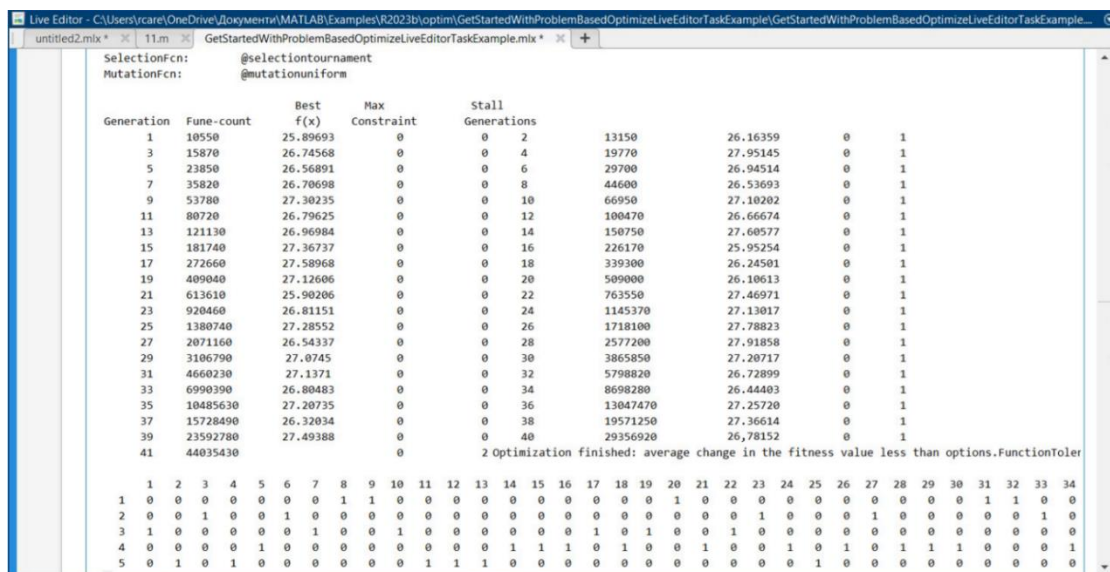 Live Editor - C:\Users\rcare\OneDrive\Документи\MATLAB\Examples\R2023b\optim\GetStartedWithProblemBasedOptimizeLiveEditorTaskExample\GetStartedWithProblemBasedOptimizeLiveEditorTaskExample...
untitled2.mlx * × 11.m × GetStartedWithProblemBasedOptimizeLiveEditorTaskExample.mlx * × +
SelectionFcn: @selectiontournament
MutationFcn: @mutationuniform
Best Max Stall
Generation Fune-count f(x) Constraint Generations
1 10550 25.89693 0 0 2 13150 26.16359 0 1
3 15870 26.74568 0 0 4 19770 27.95145 0 1
5 23850 26.56891 0 0 6 29700 26.94514 0 1
7 35820 26.70698 0 0 8 44600 26.53693 0 1
9 53780 27.30235 0 0 10 66950 27.10202 0 1
11 80720 26.79625 0 0 12 100470 26.66674 0 1
13 121130 26.96984 0 0 14 150750 27.60577 0 1
15 181740 27.36737 0 0 16 226170 25.95254 0 1
17 272660 27.58968 0 0 18 339300 26.24501 0 1
19 409040 27.12606 0 0 20 509000 26.10613 0 1
21 613610 25.90206 0 0 22 763550 27.46971 0 1
23 920460 26.81151 0 0 24 1145370 27.13017 0 1
25 1380740 27.28552 0 0 26 1718100 27.78823 0 1
27 2071160 26.54337 0 0 28 2577200 27.91858 0 1
29 3106790 27.0745 0 0 30 3865850 27.20717 0 1
31 4660230 27.1371 0 0 32 5798820 26.72899 0 1
33 6990390 26.80483 0 0 34 8698280 26.44403 0 1
35 10485630 27.20735 0 0 36 13047470 27.25720 0 1
37 15728490 26.32034 0 0 38 19571250 27.36614 0 1
39 23592780 27.49388 0 0 40 29356920 26,78152 0 1
41 44035430 0 2 Optimization finished: average change in the fitness value less than options.FunctionToler
1 2 3 4 5 6 7 8 9 10 11 12 13 14 15 16 17 18 19 20 21 22 23 24 25 26 27 28 29 30 31 32 33 34
1 0 0 0 0 0 0 0 1 1 0 0 0 0 0 0 0 0 0 0 1 0 0 0 0 0 0 0 0 0 0 1 1 0 0
2 0 0 1 0 0 1 0 0 0 0 0 0 0 0 0 0 0 0 0 0 0 0 1 0 0 0 1 0 0 0 0 0 1 0
3 1 0 0 0 0 0 1 0 0 1 0 0 0 0 0 0 1 0 1 0 0 1 0 0 0 0 0 0 0 0 0 0 0 0
4 0 0 0 0 1 0 0 0 0 0 0 0 0 1 1 1 0 1 0 0 1 0 0 1 0 1 0 1 1 1 0 0 0 1
5 0 1 0 1 0 0 0 0 0 0 1 1 1 0 0 0 0 0 0 0 0 0 0 0 1 0 0 0 0 0 0 0 0 0